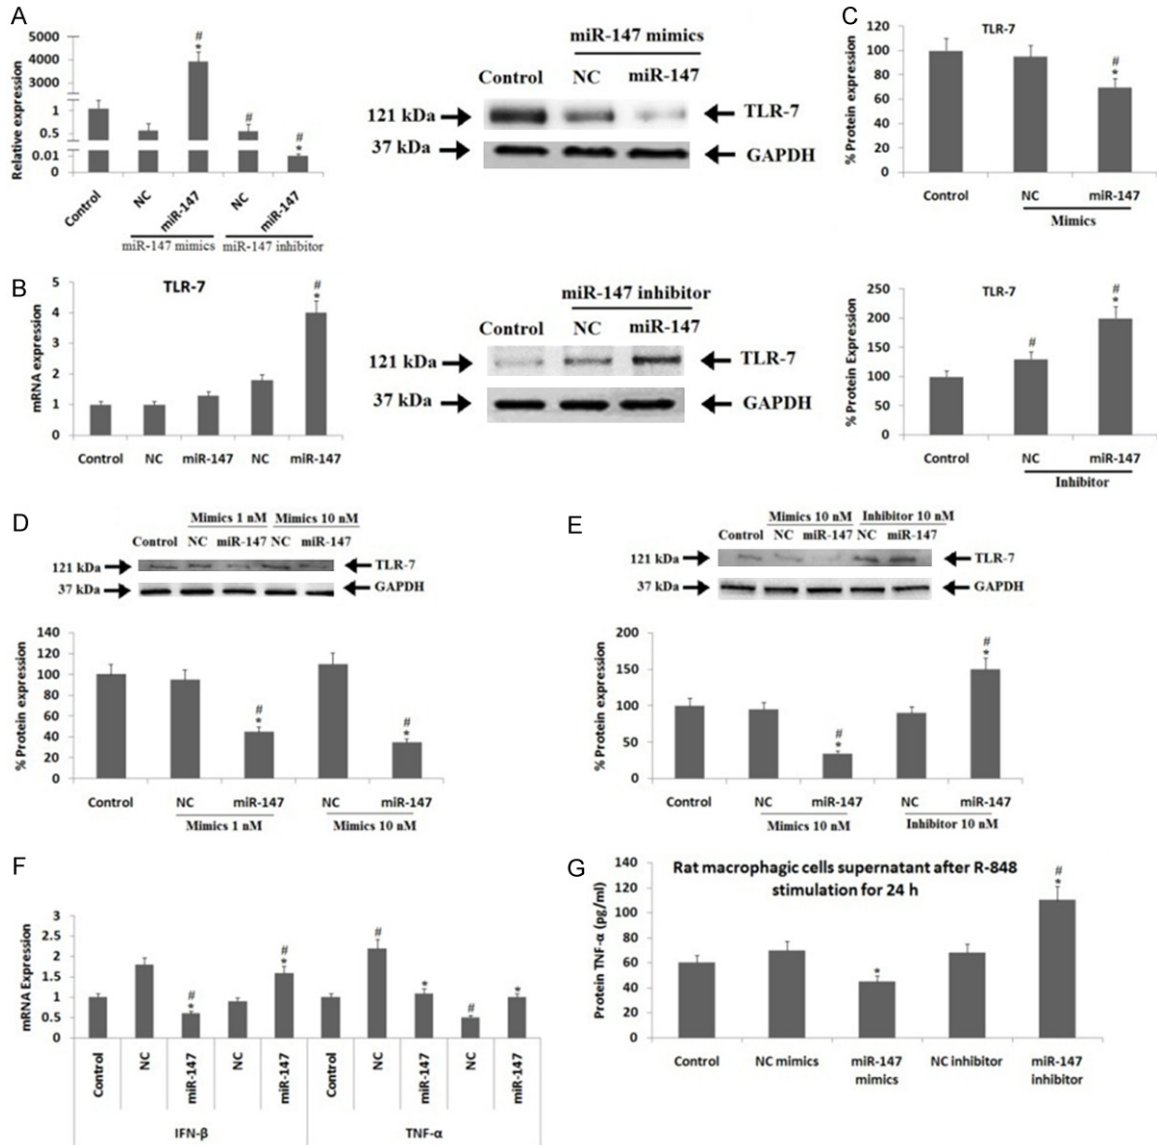 A
Relative expression
5000
4000
3000
1
0.5
0.01
0
#
*
#
#
*
Control
NC
miR-147
NC
miR-147
miR-147 mimics
miR-147 inhibitor
miR-147 mimics
Control NC miR-147
121 kDa TLR-7
37 kDa GAPDH
C
TLR-7
% Protein expression
120
100
80
60
40
20
0
#
*
Control NC miR-147
Mimics
B
TLR-7
mRNA expression
5
4
3
2
1
0
#
*
Control NC miR-147 NC miR-147
miR-147 inhibitor
Control NC miR-147
121 kDa TLR-7
37 kDa GAPDH
TLR-7
% Protein Expression
250
200
150
100
50
0
#
#
*
Control NC miR-147
Inhibitor
D
Mimics 1 nM Mimics 10 nM
Control NC miR-147 NC miR-147
121 kDa TLR-7
37 kDa GAPDH
% Protein expression
140
120
100
80
60
40
20
0
#
*
#
*
Control NC miR-147 NC miR-147
Mimics 1 nM Mimics 10 nM
E
Mimics 10 nM Inhibitor 10 nM
Control NC miR-147 NC miR-147
121 kDa TLR-7
37 kDa GAPDH
% Protein expression
200
150
100
50
0
#
*
#
*
Control NC miR-147 NC miR-147
Mimics 10 nM Inhibitor 10 nM
F
mRNA Expression
3
2.5
2
1.5
1
0.5
0
#
*
#
*
#
*
#
*
Control NC miR-147 NC miR-147 Control NC miR-147 NC miR-147
IFN-β TNF-α
G
Rat macrophagic cells supernatant after R-848
stimulation for 24 h
Protein TNF-α (pg/ml)
140
120
100
80
60
40
20
0
*
#
*
Control NC mimics miR-147 NC inhibitor miR-147
mimics inhibitor